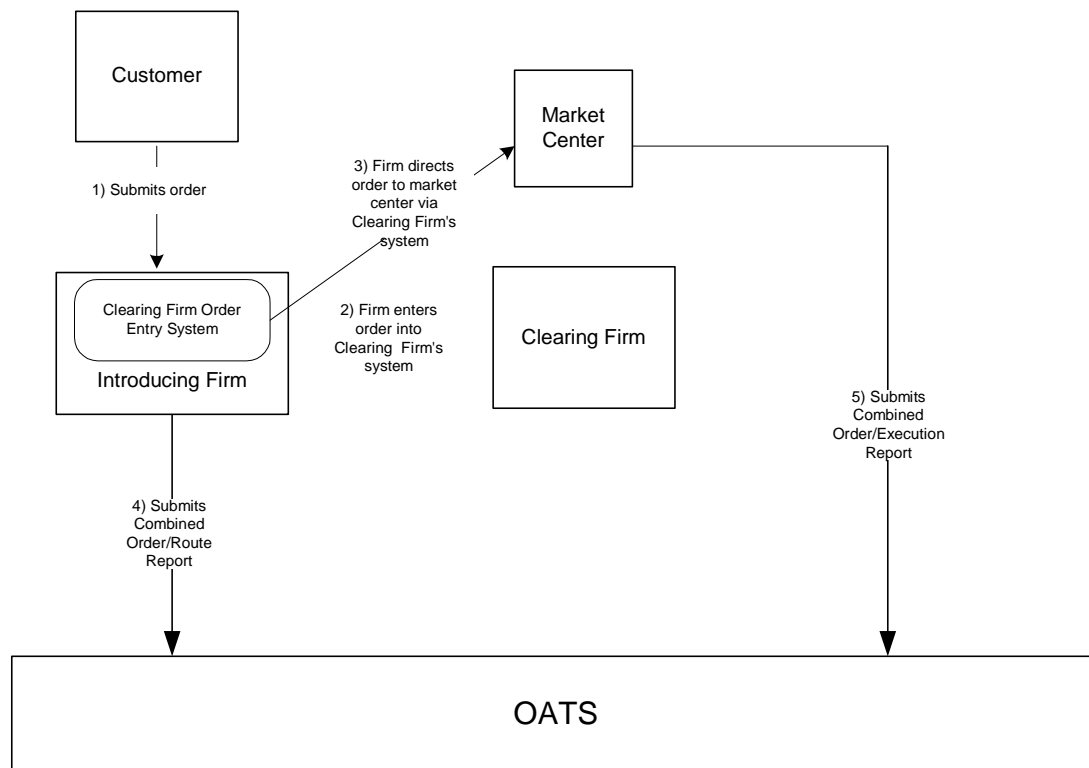 Customer
Market
Center
1) Submits order
3) Firm directs
order to market
center via
Clearing Firm's
system
Clearing Firm Order
Entry System
Introducing Firm
2) Firm enters
order into
Clearing Firm's
system
Clearing Firm
5) Submits
Combined
Order/Execution
Report
4) Submits
Combined
Order/Route
Report
OATS